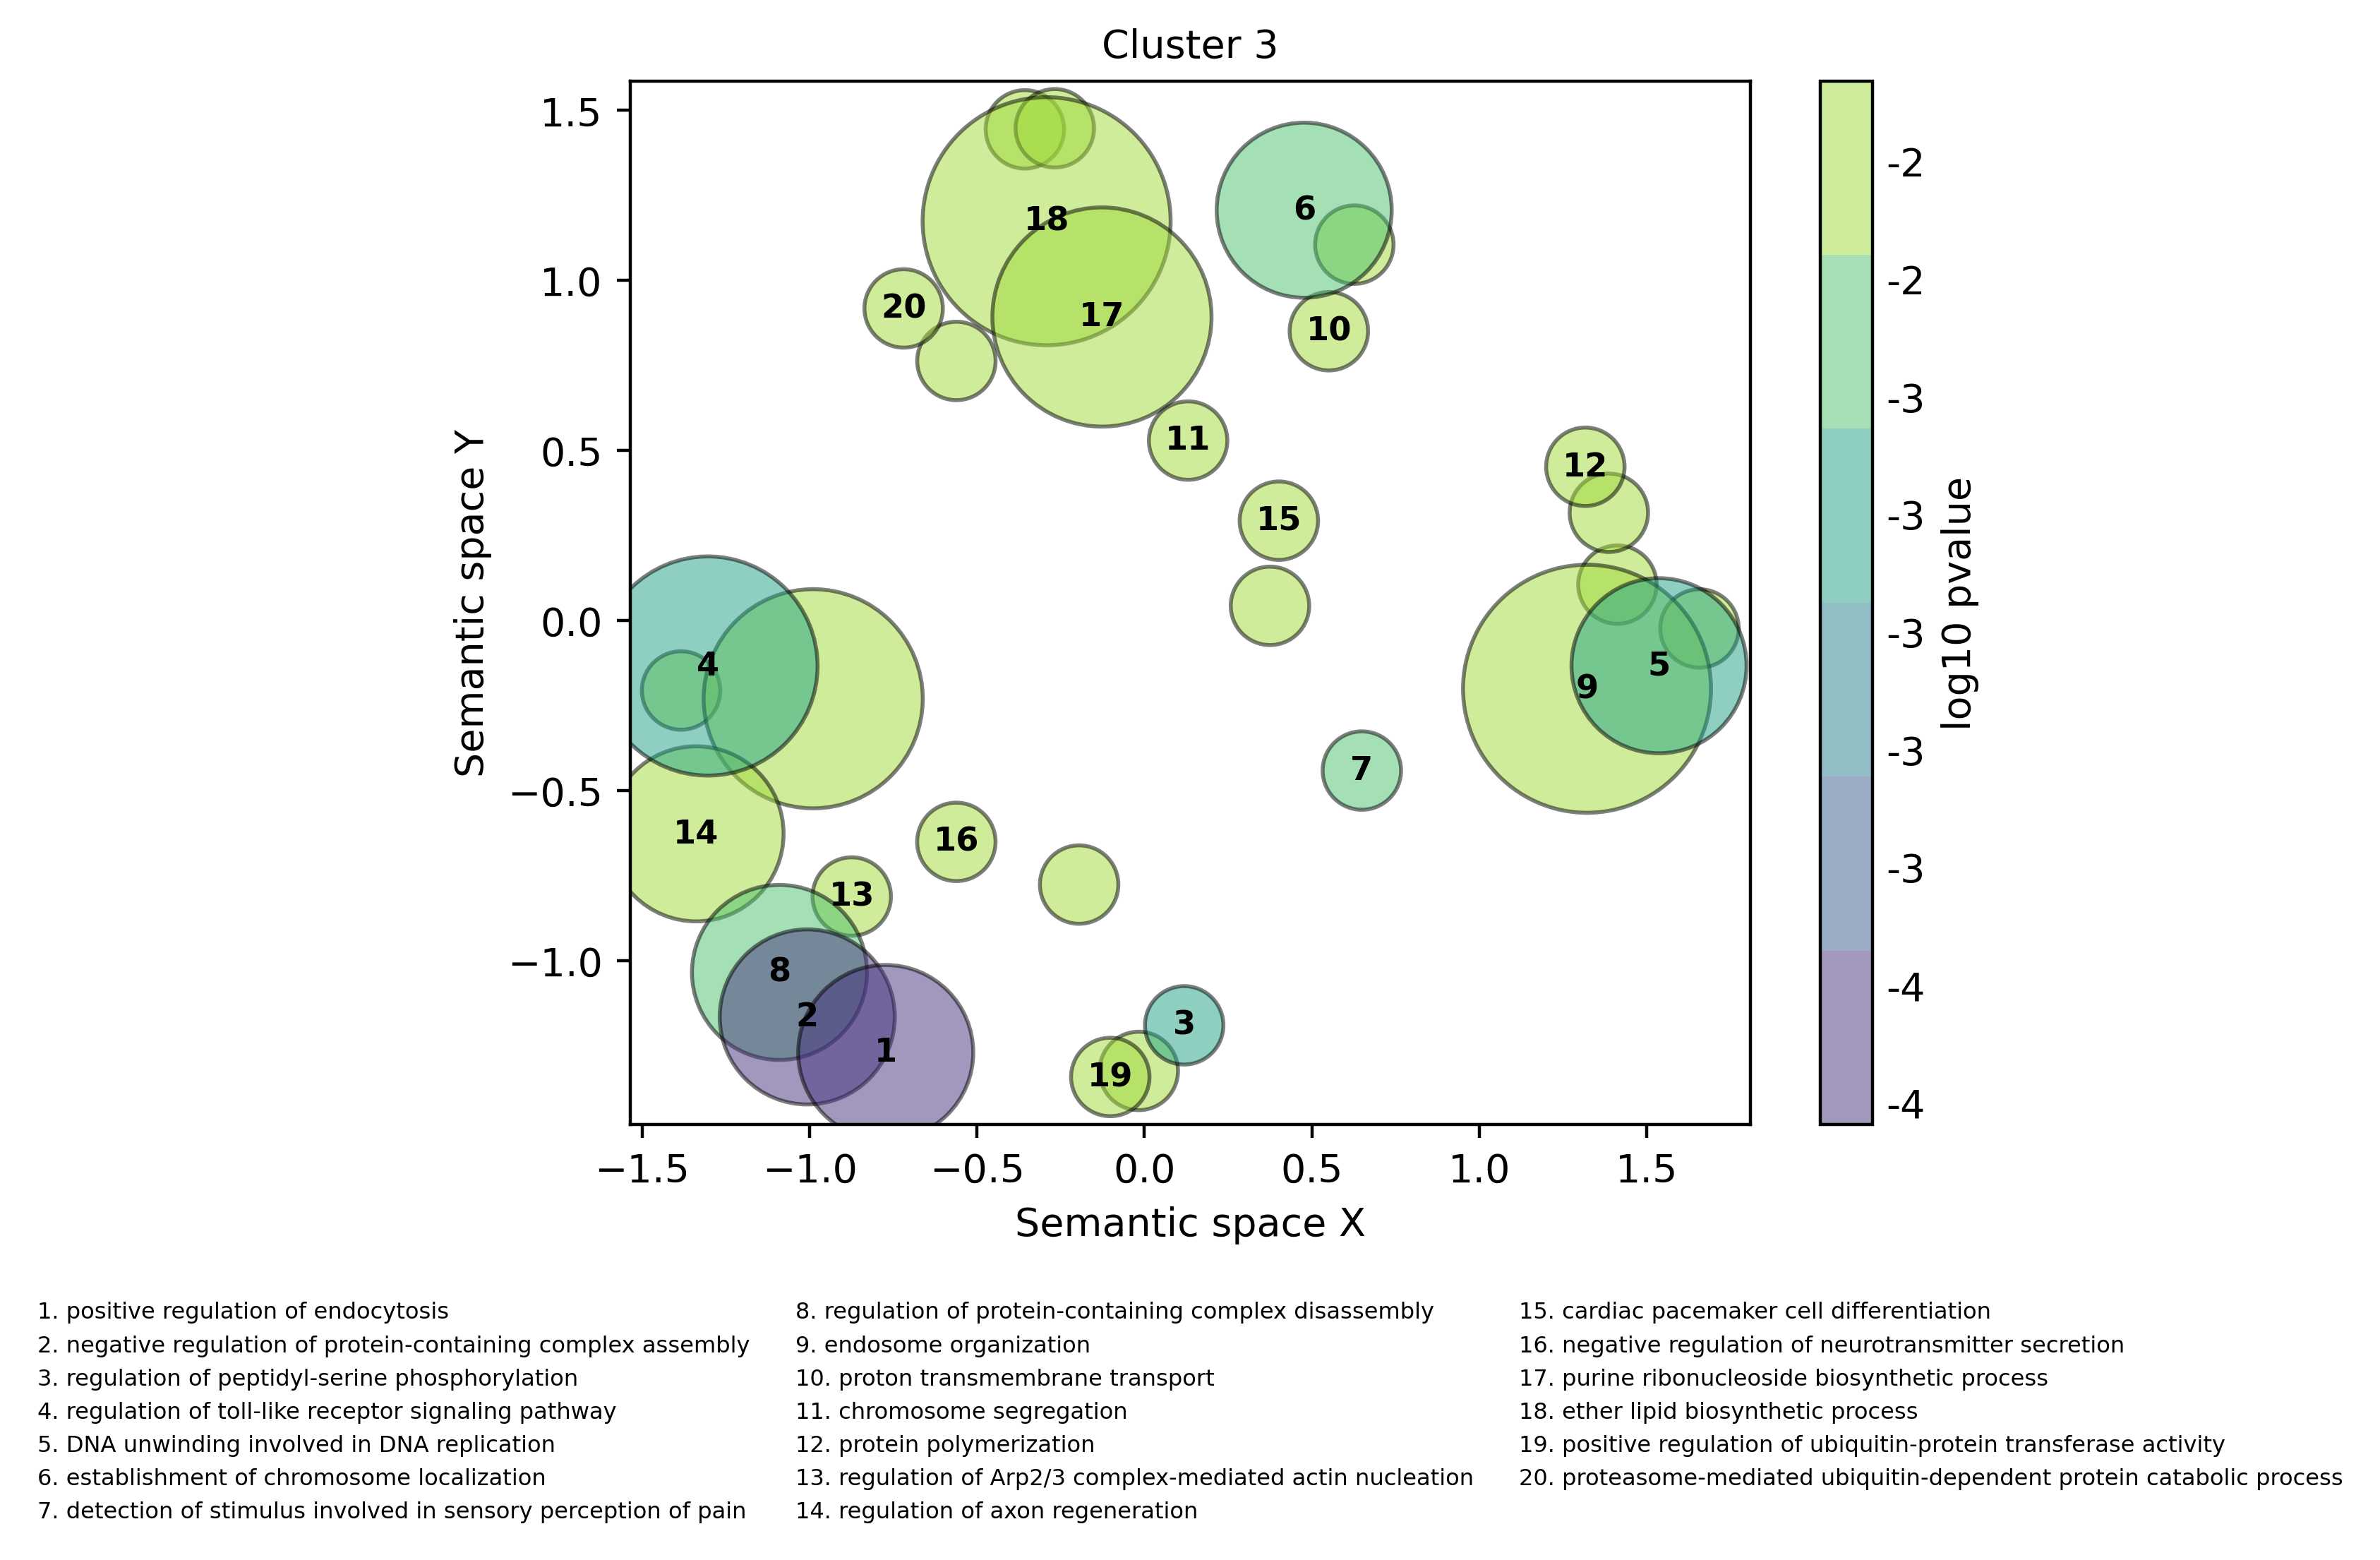 Cluster 3
1.5
1.0
0.5
0.0
−0.5
−1.0
Semantic space Y
18
6
17
20
10
11
12
15
4
5
9
7
14
16
13
8
2
1
3
19
−1.5 −1.0 −0.5 0.0 0.5 1.0 1.5
Semantic space X
-2
-2
-3
-3
-3
-3
-3
-4
-4
log10 pvalue
1. positive regulation of endocytosis
2. negative regulation of protein-containing complex assembly
3. regulation of peptidyl-serine phosphorylation
4. regulation of toll-like receptor signaling pathway
5. DNA unwinding involved in DNA replication
6. establishment of chromosome localization
7. detection of stimulus involved in sensory perception of pain
8. regulation of protein-containing complex disassembly
9. endosome organization
10. proton transmembrane transport
11. chromosome segregation
12. protein polymerization
13. regulation of Arp2/3 complex-mediated actin nucleation
14. regulation of axon regeneration
15. cardiac pacemaker cell differentiation
16. negative regulation of neurotransmitter secretion
17. purine ribonucleoside biosynthetic process
18. ether lipid biosynthetic process
19. positive regulation of ubiquitin-protein transferase activity
20. proteasome-mediated ubiquitin-dependent protein catabolic process